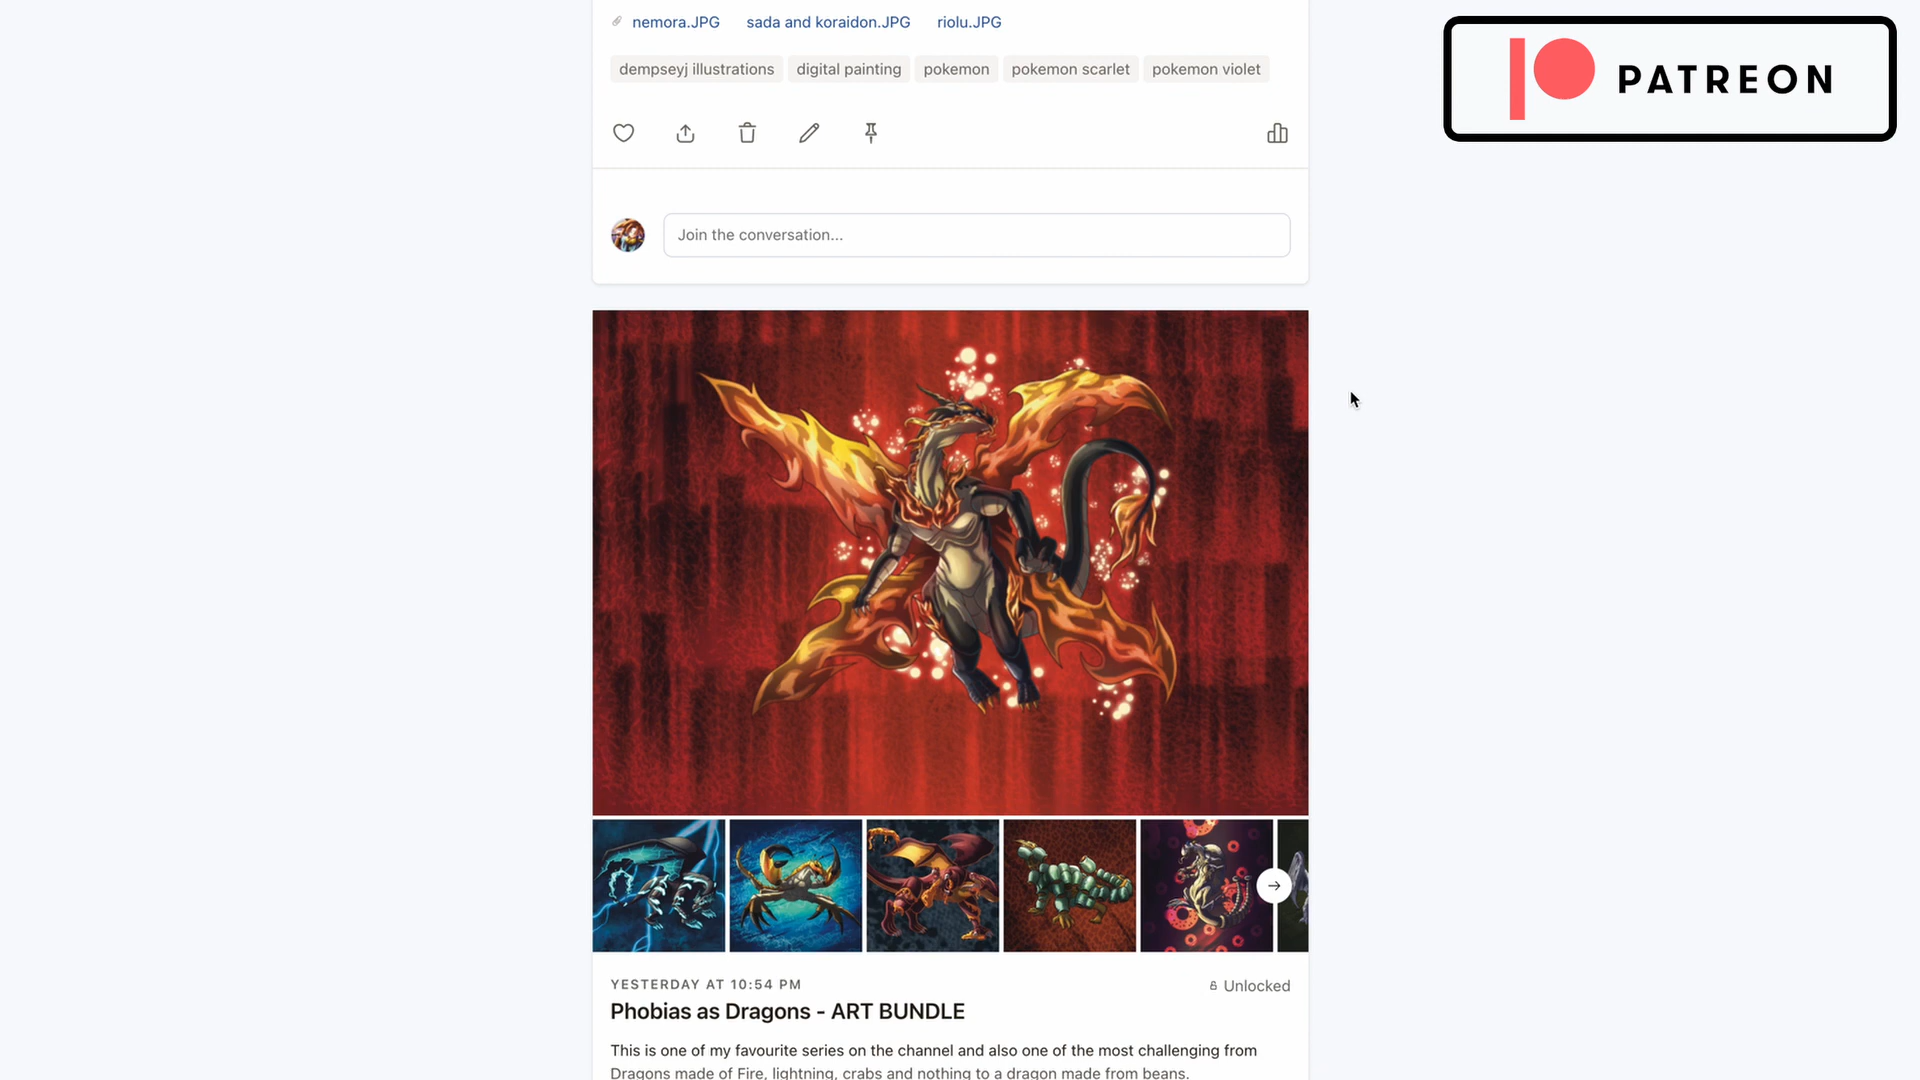 nemora.JPG sada and koraidon.JPG riolu.JPG
PATREON
dempseyj illustrations digital painting pokemon pokemon scarlet pokemon violet
Join the conversation...
YESTERDAY AT 10:54 PM Unlocked
Phobias as Dragons - ART BUNDLE
This is one of my favourite series on the channel and also one of the most challenging from
Dragons made of Fire, lightning, crabs and nothing to a dragon made from beans.